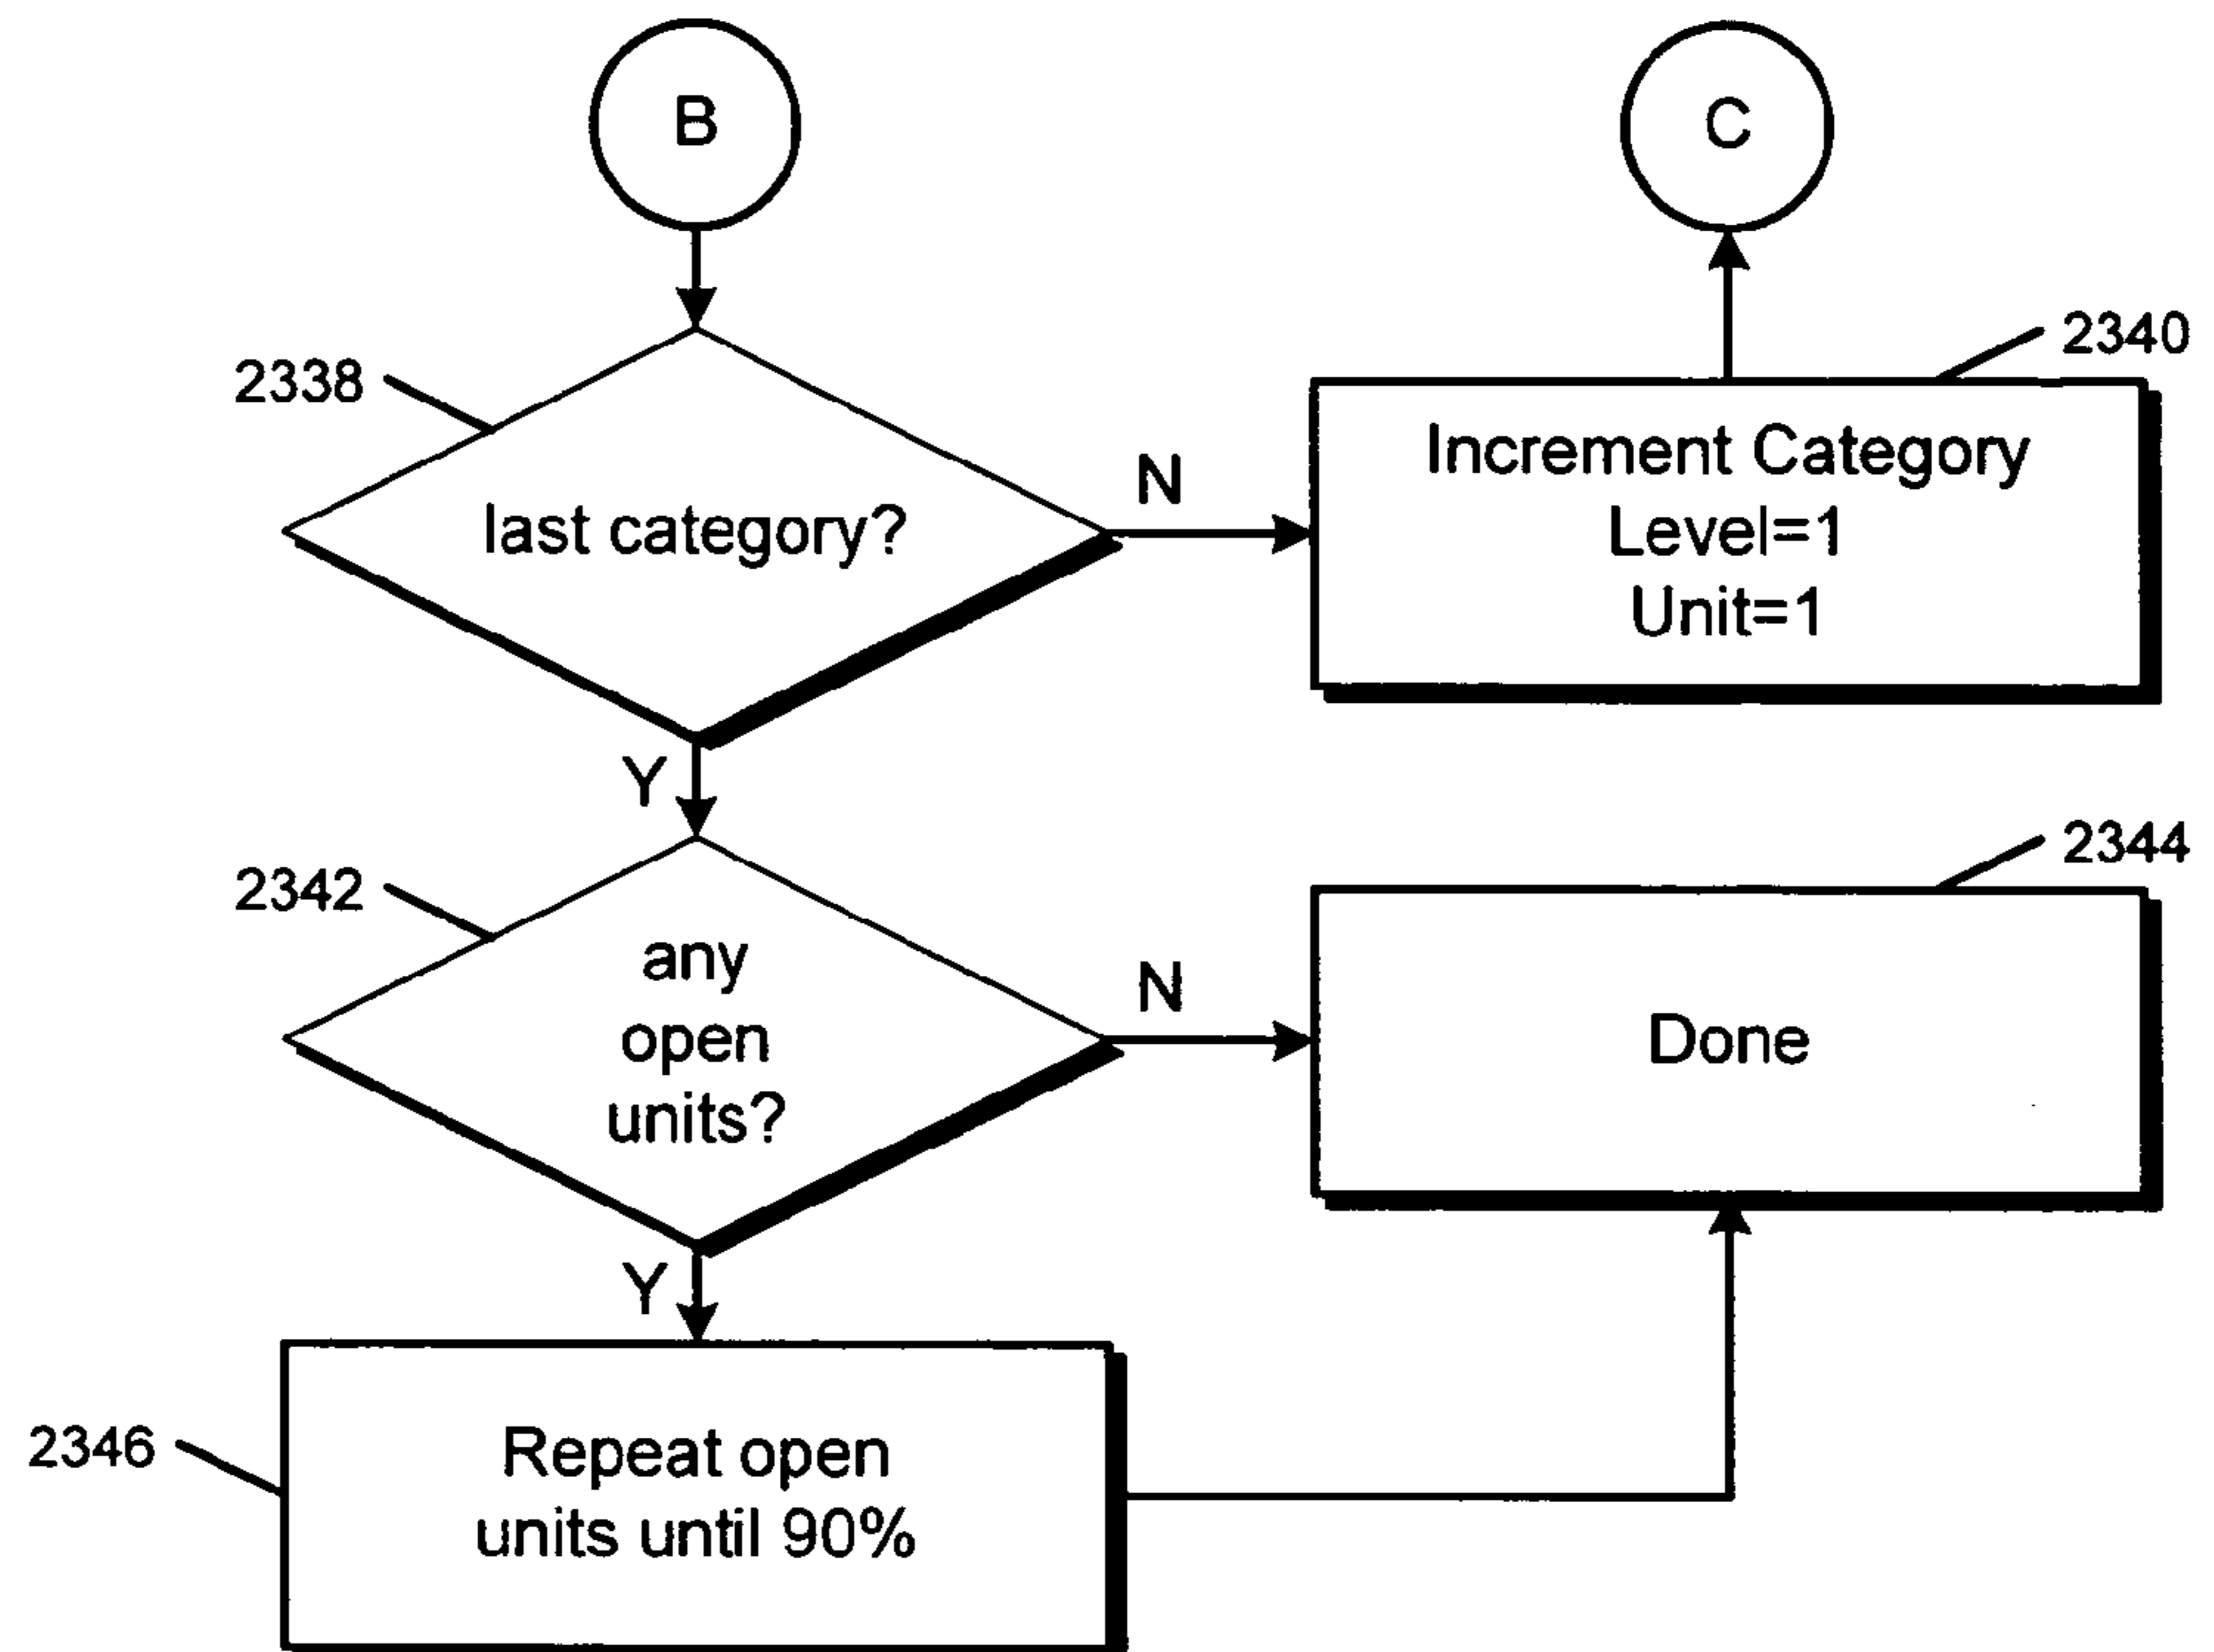 B
C
2338
2340
last category?
N
Increment Category
Level=1
Unit=1
Y
2342
2344
any
open
units?
N
Done
Y
2346
Repeat open
units until 90%